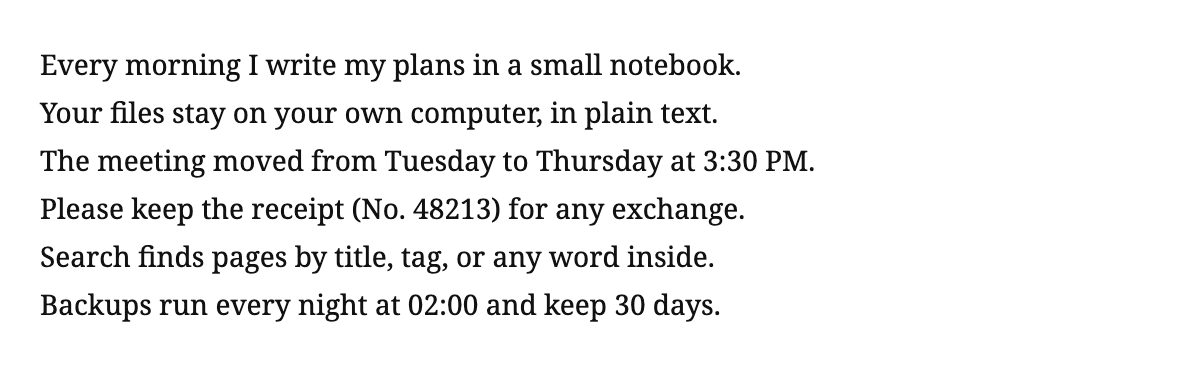 Every morning I write my plans in a small notebook.
Your files stay on your own computer, in plain text.
The meeting moved from Tuesday to Thursday at 3:30 PM.
Please keep the receipt (No. 48213) for any exchange.
Search finds pages by title, tag, or any word inside.
Backups run every night at 02:00 and keep 30 days.